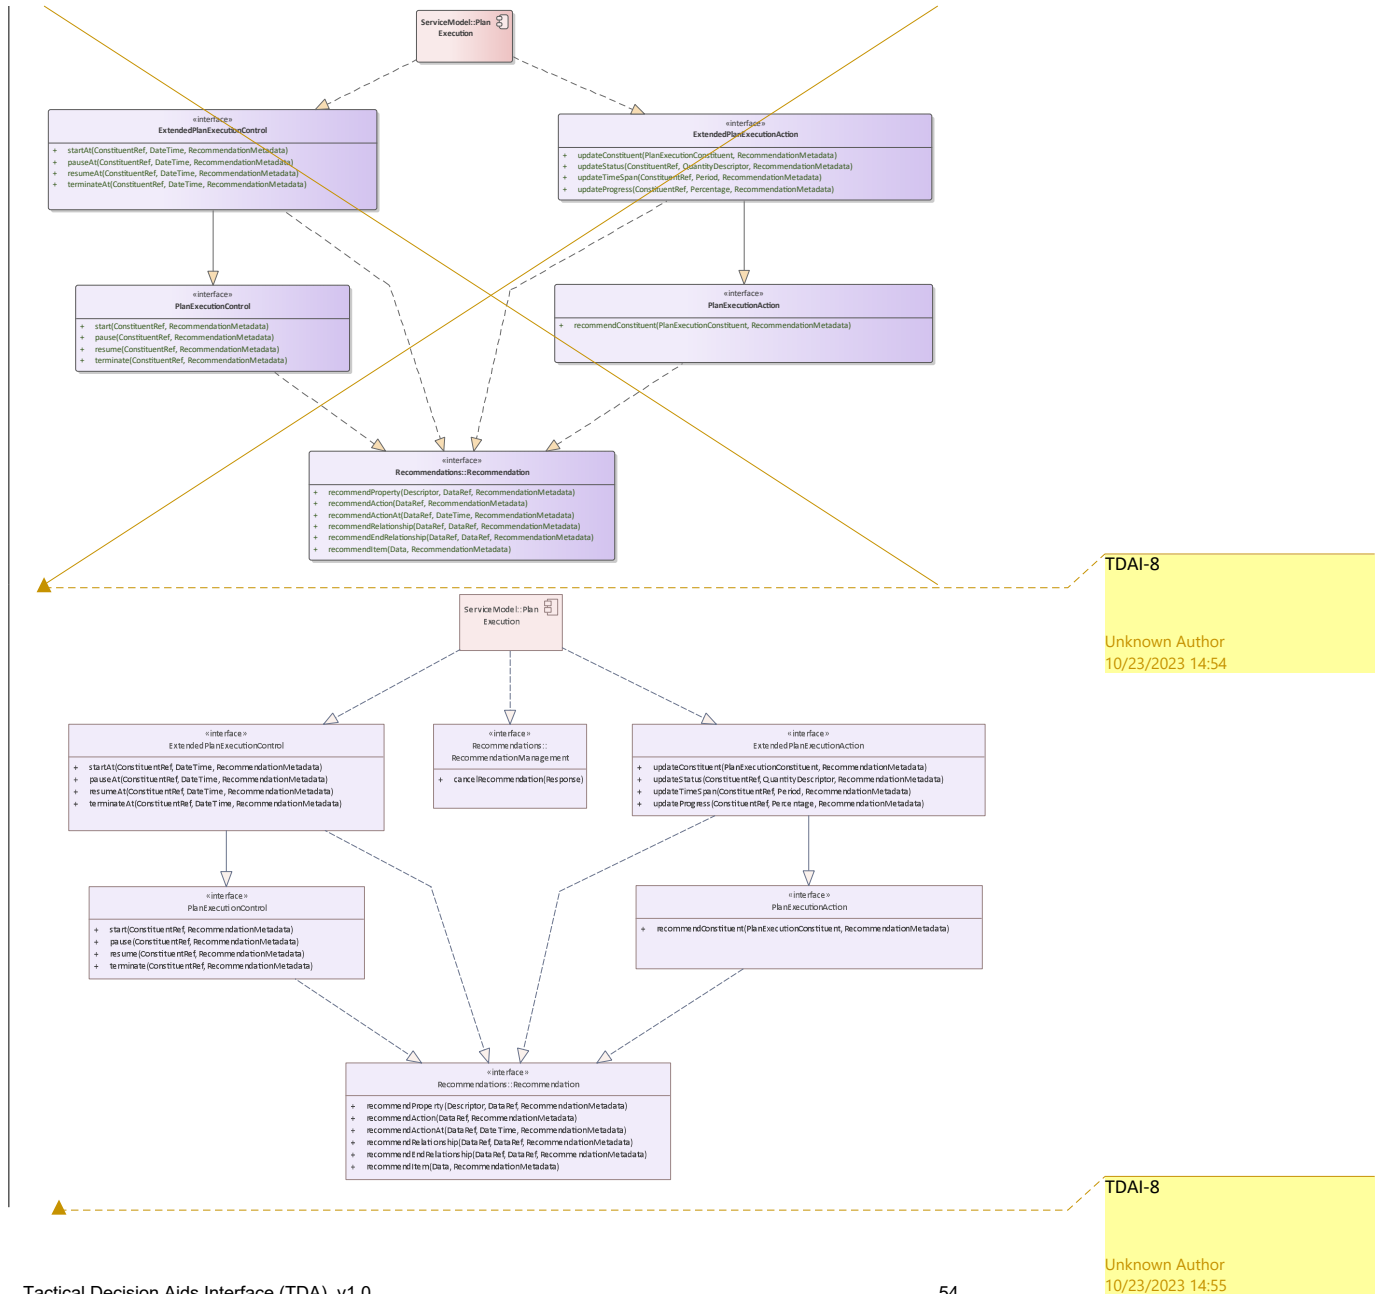 ServiceModel::Plan
Execution
«interface»
ExtendedPlanExecutionControl
+ startAt(ConstituentRef, DateTime, RecommendationMetadata)
+ pauseAt(ConstituentRef, DateTime, RecommendationMetadata)
+ resumeAt(ConstituentRef, DateTime, RecommendationMetadata)
+ terminateAt(ConstituentRef, DateTime, RecommendationMetadata)
«interface»
ExtendedPlanExecutionAction
+ updateConstituent(PlanExecutionConstituent, RecommendationMetadata)
+ updateStatus(ConstituentRef, QuantityDescriptor, RecommendationMetadata)
+ updateTimeSpan(ConstituentRef, Period, RecommendationMetadata)
+ updateProgress(ConstituentRef, Percentage, RecommendationMetadata)
«interface»
PlanExecutionControl
+ start(ConstituentRef, RecommendationMetadata)
+ pause(ConstituentRef, RecommendationMetadata)
+ resume(ConstituentRef, RecommendationMetadata)
+ terminate(ConstituentRef, RecommendationMetadata)
«interface»
PlanExecutionAction
+ recommendConstituent(PlanExecutionConstituent, RecommendationMetadata)
«interface»
Recommendations::Recommendation
+ recommendProperty(Descriptor, DataRef, RecommendationMetadata)
+ recommendAction(DataRef, RecommendationMetadata)
+ recommendActionAt(DataRef, DateTime, RecommendationMetadata)
+ recommendRelationship(DataRef, DataRef, RecommendationMetadata)
+ recommendEndRelationship(DataRef, DataRef, RecommendationMetadata)
+ recommendItem(Data, RecommendationMetadata)
TDAI-8
Unknown Author
10/23/2023 14:54
ServiceModel::Plan
Execution
«interface»
ExtendedPlanExecutionControl
+ startAt(ConstituentRef, DateTime, RecommendationMetadata)
+ pauseAt(ConstituentRef, DateTime, RecommendationMetadata)
+ resumeAt(ConstituentRef, DateTime, RecommendationMetadata)
+ terminateAt(ConstituentRef, DateTime, RecommendationMetadata)
«interface»
Recommendations::
RecommendationManagement
+ cancelRecommendation(Response)
«interface»
ExtendedPlanExecutionAction
+ updateConstituent(PlanExecutionConstituent, RecommendationMetadata)
+ updateStatus(ConstituentRef, QuantityDescriptor, RecommendationMetadata)
+ updateTimeSpan(ConstituentRef, Period, RecommendationMetadata)
+ updateProgress(ConstituentRef, Percentage, RecommendationMetadata)
«interface»
PlanExecutionControl
+ start(ConstituentRef, RecommendationMetadata)
+ pause(ConstituentRef, RecommendationMetadata)
+ resume(ConstituentRef, RecommendationMetadata)
+ terminate(ConstituentRef, RecommendationMetadata)
«interface»
PlanExecutionAction
+ recommendConstituent(PlanExecutionConstituent, RecommendationMetadata)
«interface»
Recommendations::Recommendation
+ recommendProperty(Descriptor, DataRef, RecommendationMetadata)
+ recommendAction(DataRef, RecommendationMetadata)
+ recommendActionAt(DataRef, DateTime, RecommendationMetadata)
+ recommendRelationship(DataRef, DataRef, RecommendationMetadata)
+ recommendEndRelationship(DataRef, DataRef, RecommendationMetadata)
+ recommendItem(Data, RecommendationMetadata)
TDAI-8
Unknown Author
10/23/2023 14:55
Tactical Decision Aids Interface (TDA), v1.0 54